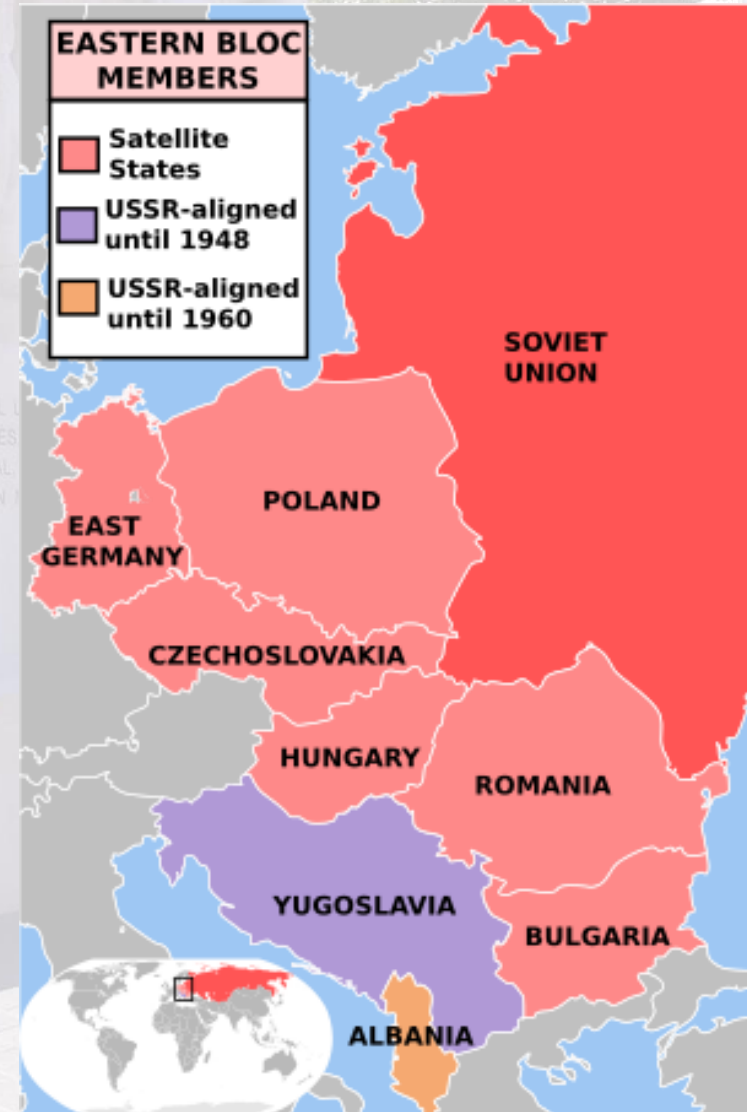 EASTERN BLOC
MEMBERS
Satellite
States
USSR-aligned
until 1948
USSR-aligned
until 1960
SOVIET
UNION
POLAND
EAST
GERMANY
CZECHOSLOVAKIA
HUNGARY
ROMANIA
YUGOSLAVIA
BULGARIA
ALBANIA